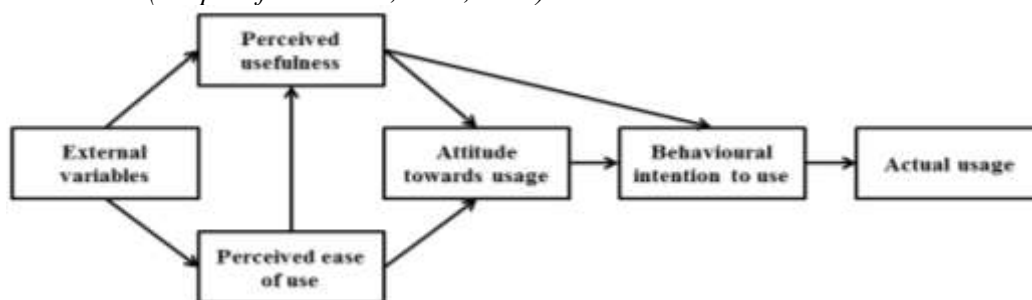 Perceived
usefulness
External
variables
Attitude
towards usage
Behavioural
intention to use
Actual usage
Perceived ease
of use